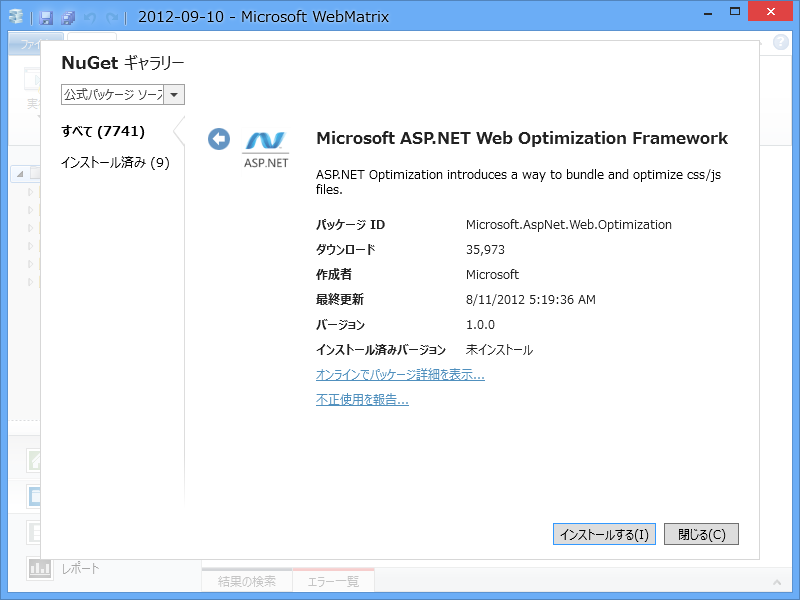 2012-09-10 - Microsoft WebMatrix
ファイル
NuGet ギャラリー
公式パッケージ ソース
すべて (7741)
インストール済み (9)
ASP.NET
Microsoft ASP.NET Web Optimization Framework
ASP.NET Optimization introduces a way to bundle and optimize css/js
files.
パッケージ ID Microsoft.AspNet.Web.Optimization
ダウンロード 35,973
作成者 Microsoft
最終更新 8/11/2012 5:19:36 AM
バージョン 1.0.0
インストール済みバージョン 未インストール
オンラインでパッケージ詳細を表示...
不正使用を報告...
インストールする(I) 閉じる(C)
レポート
結果の検索 エラー一覧